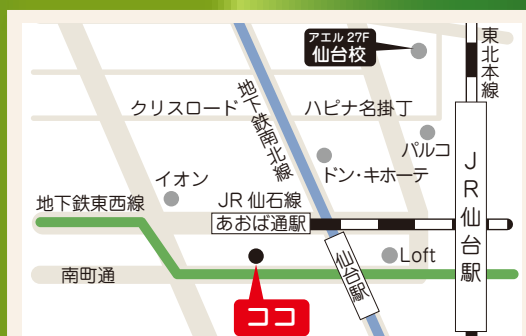 アエル 27F
仙台校
東北本線
クリスロード
地下鉄南北線
ハピナ名掛丁
パルコ
ドン・キホーテ
イオン
地下鉄東西線
JR 仙石線
あおば通駅
JR仙台駅
仙台駅
Loft
南町通
ココ